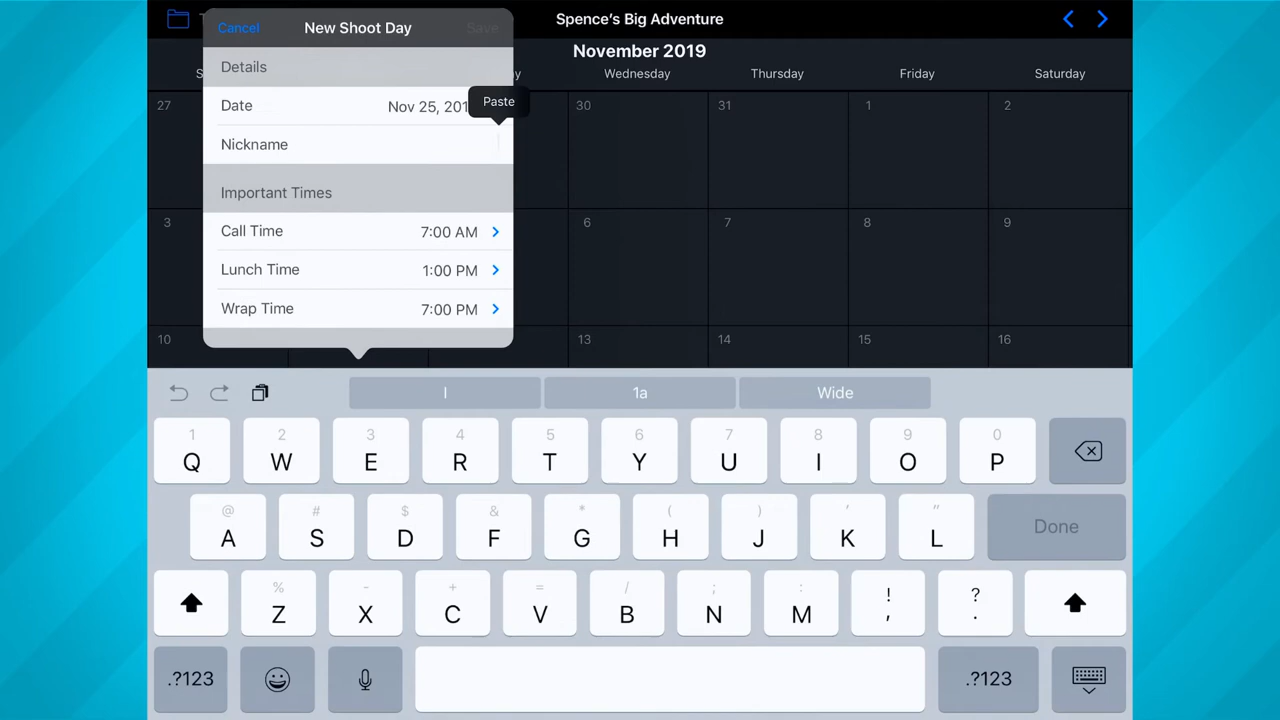 Spence's Big Adventure
Cancel New Shoot Day Save
November 2019
Details
Wednesday Thursday Friday Saturday
Date Nov 25, 201
Paste
27 30 31 1 2
Nickname
Important Times
Call Time 7:00 AM
3 6 7 8 9
Lunch Time 1:00 PM
Wrap Time 7:00 PM
10 13 14 15 16
I 1a Wide
1 2 3 4 5 6 7 8 9 0
Q W E R T Y U I O P
@ # $ & * ( ) ' "
A S D F G H J K L Done
% - + = / ; : ! ?
Z X C V B N M , .
.?123 .?123